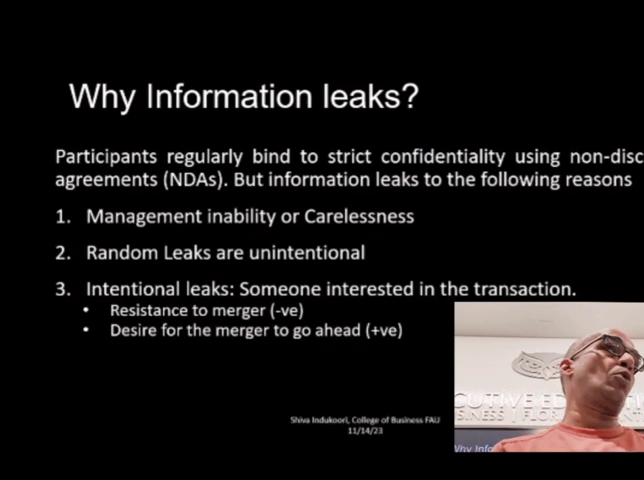 Why Information leaks?
Participants regularly bind to strict confidentiality using non-disc
agreements (NDAs). But information leaks to the following reasons
1. Management inability or Carelessness
2. Random Leaks are unintentional
3. Intentional leaks: Someone interested in the transaction.
• Resistance to merger (-ve)
• Desire for the merger to go ahead (+ve)
Shiva Indukoori, College of Business FAU
11/14/23
Why Info